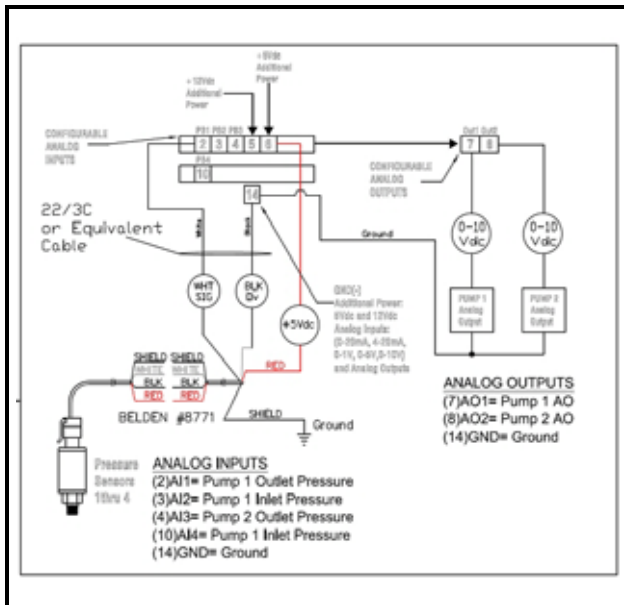 +5Vdc
Additional
Power
+12Vdc
Additional
Power
CONFIGURABLE
ANALOG
INPUTS
PS1 PS2 PS3
2 3 4 5 6
PS4
10
14
Out1 Out2
7 8
CONFIGURABLE
ANALOG
OUTPUTS
22/3C
or Equivalent
Cable
White
Black
Ground
0-10
Vdc
0-10
Vdc
WHT
SIG
BLK
0v
+5Vdc
GND(-)
Additional Power:
5Vdc and 12Vdc
Analog Inputs:
(0-20mA, 4-20mA,
0-1V, 0-5V,0-10V)
and Analog Outputs
PUMP 1
Analog
Output
PUMP 2
Analog
Output
SHIELD SHIELD
WHITE WHITE
BLK BLK
RED RED
RED
BELDEN #8771
SHIELD
Ground
Pressure
Sensors
1thru 4
ANALOG INPUTS
(2)AI1= Pump 1 Outlet Pressure
(3)AI2= Pump 1 Inlet Pressure
(4)AI3= Pump 2 Outlet Pressure
(10)AI4= Pump 1 Inlet Pressure
(14)GND= Ground
ANALOG OUTPUTS
(7)AO1= Pump 1 AO
(8)AO2= Pump 2 AO
(14)GND= Ground